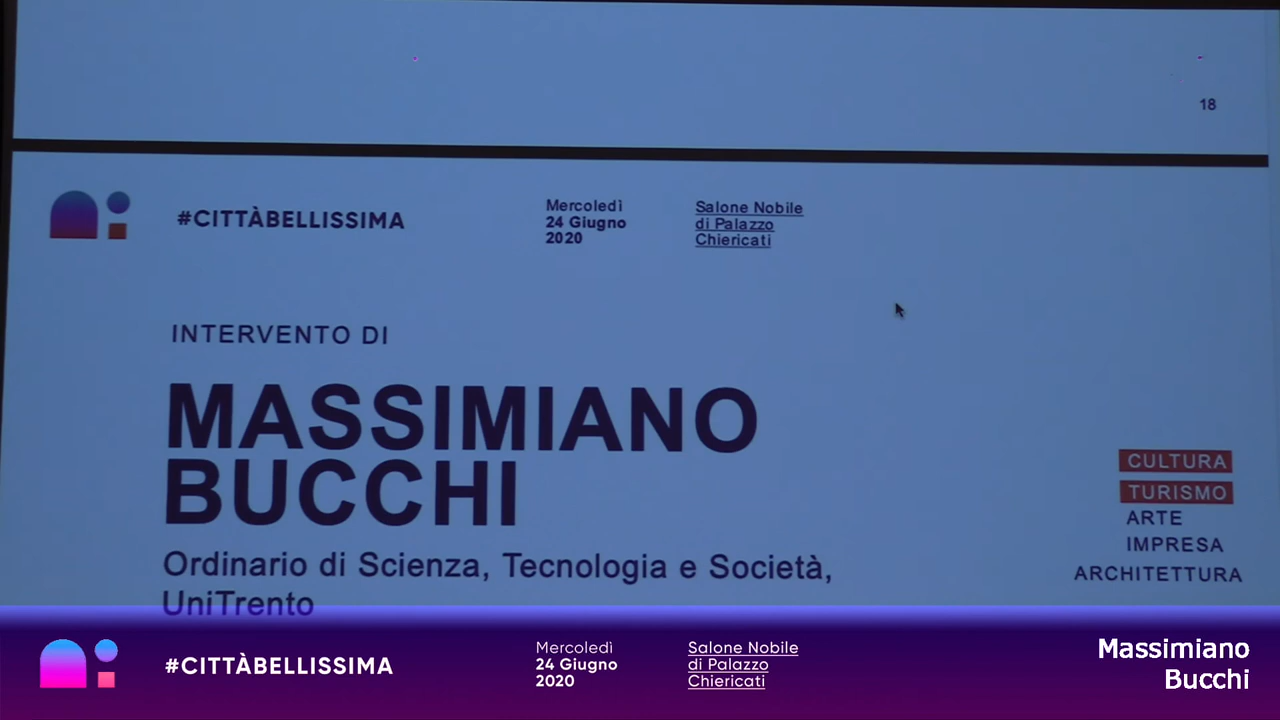 18
#CITTÀBELLISSIMA
Mercoledì
24 Giugno
2020
Salone Nobile
di Palazzo
Chiericati
INTERVENTO DI
MASSIMIANO
BUCCHI
Ordinario di Scienza, Tecnologia e Società,
UniTrento
CULTURA
TURISMO
ARTE
IMPRESA
ARCHITETTURA
#CITTÀBELLISSIMA
Mercoledì
24 Giugno
2020
Salone Nobile
di Palazzo
Chiericati
Massimiano
Bucchi